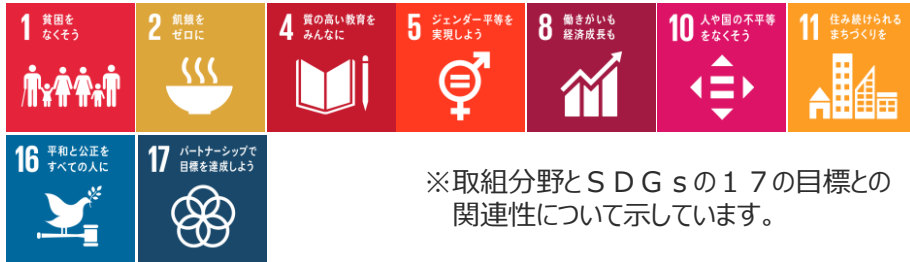 1 貧困を
なくそう
2 飢餓を
ゼロに
4 質の高い教育を
みんなに
5 ジェンダー平等を
実現しよう
8 働きがいも
経済成長も
10 人や国の不平等
をなくそう
11 住み続けられる
まちづくりを
16 平和と公正を
すべての人に
17 パートナーシップで
目標を達成しよう
※取組分野とＳＤＧｓの１７の目標との
関連性について示しています。